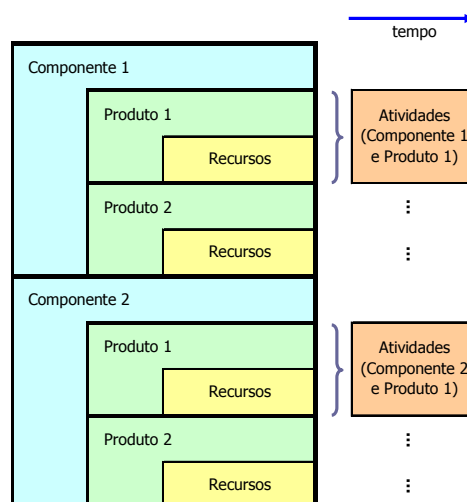 tempo
Componente 1
Produto 1
Recursos
Atividades
(Componente 1
e Produto 1)
Produto 2
Recursos
...
...
Componente 2
Produto 1
Recursos
Atividades
(Componente 2
e Produto 1)
Produto 2
Recursos
...
...